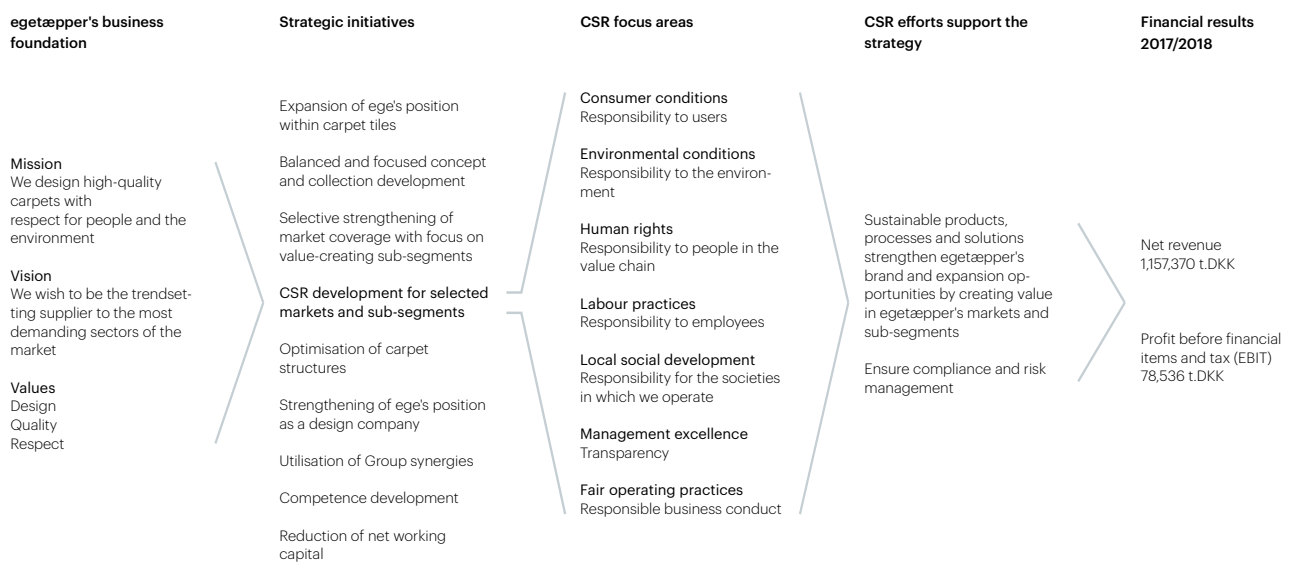 egetæpper's business
foundation
Mission
We design high-quality
carpets with
respect for people and the
environment
Vision
We wish to be the trendset-
ting supplier to the most
demanding sectors of the
market
Values
Design
Quality
Respect
Strategic initiatives
Expansion of ege's position
within carpet tiles
Balanced and focused concept
and collection development
Selective strengthening of
market coverage with focus on
value-creating sub-segments
CSR development for selected
markets and sub-segments
Optimisation of carpet
structures
Strengthening of ege's position
as a design company
Utilisation of Group synergies
Competence development
Reduction of net working
capital
CSR focus areas
Consumer conditions
Responsibility to users
Environmental conditions
Responsibility to the environ-
ment
Human rights
Responsibility to people in the
value chain
Labour practices
Responsibility to employees
Local social development
Responsibility for the societies
in which we operate
Management excellence
Transparency
Fair operating practices
Responsible business conduct
CSR efforts support the
strategy
Sustainable products,
processes and solutions
strengthen egetæpper's
brand and expansion op-
portunities by creating value
in egetæpper's markets and
sub-segments
Ensure compliance and risk
management
Financial results
2017/2018
Net revenue
1,157,370 t.DKK
Profit before financial
items and tax (EBIT)
78,536 t.DKK